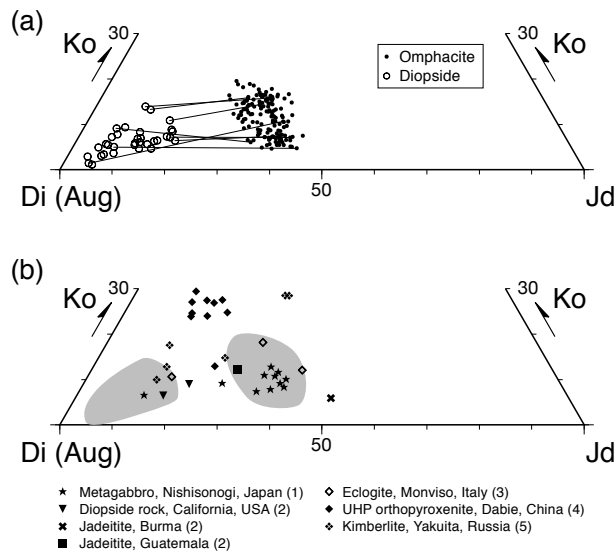 (a)
Ko
30
30
Ko
Omphacite
Diopside
Di (Aug)
50
Jd
(b)
Ko
30
30
Ko
Di (Aug)
50
Jd
Metagabbro, Nishisonogi, Japan (1)
Diopside rock, California, USA (2)
Jadeitite, Burma (2)
Jadeitite, Guatemala (2)
Eclogite, Monviso, Italy (3)
UHP orthopyroxenite, Dabie, China (4)
Kimberlite, Yakuita, Russia (5)